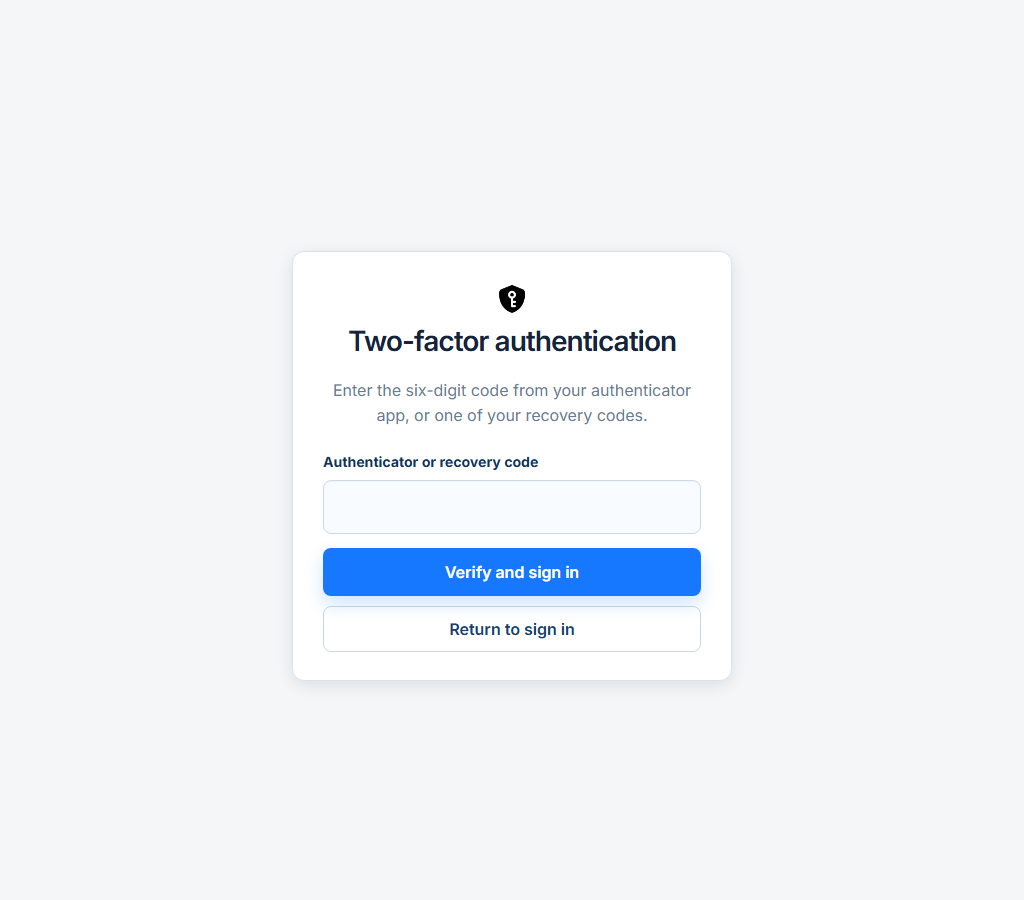 Two-factor authentication
Enter the six-digit code from your authenticator
app, or one of your recovery codes.
Authenticator or recovery code
Verify and sign in
Return to sign in